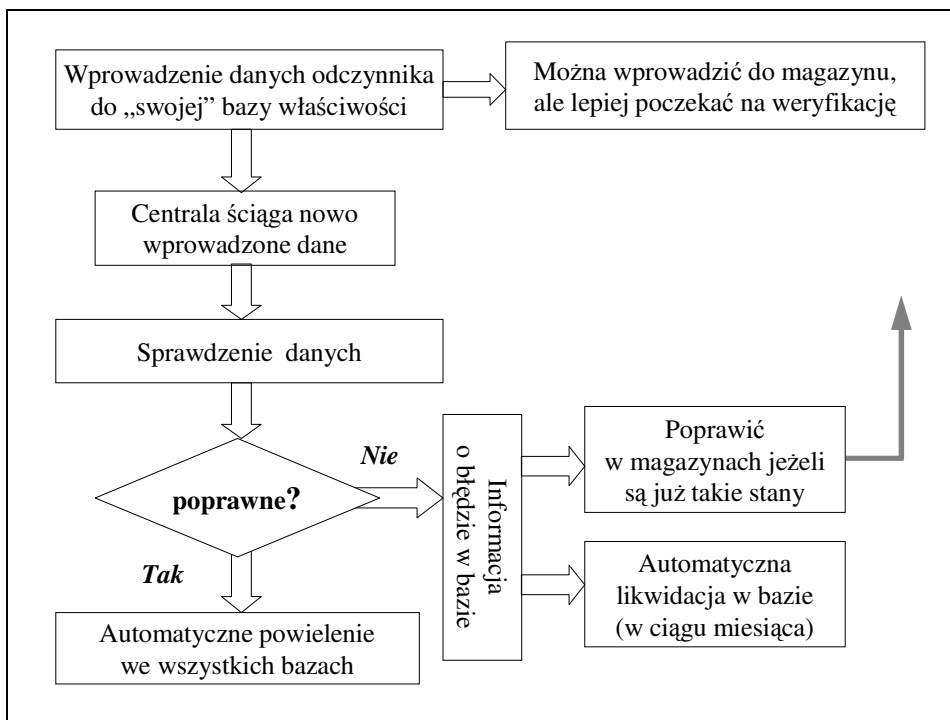 Wprowadzenie danych odczynnika
do „swojej” bazy właściwości
Można wprowadzić do magazynu,
ale lepiej poczekać na weryfikację
Centrala ściąga nowo
wprowadzone dane
Sprawdzenie danych
poprawne?
Nie
Tak
Informacja
o błędzie w bazie
Poprawić
w magazynach jeżeli
są już takie stany
Automatyczna
likwidacja w bazie
(w ciągu miesiąca)
Automatyczne powielenie
we wszystkich bazach